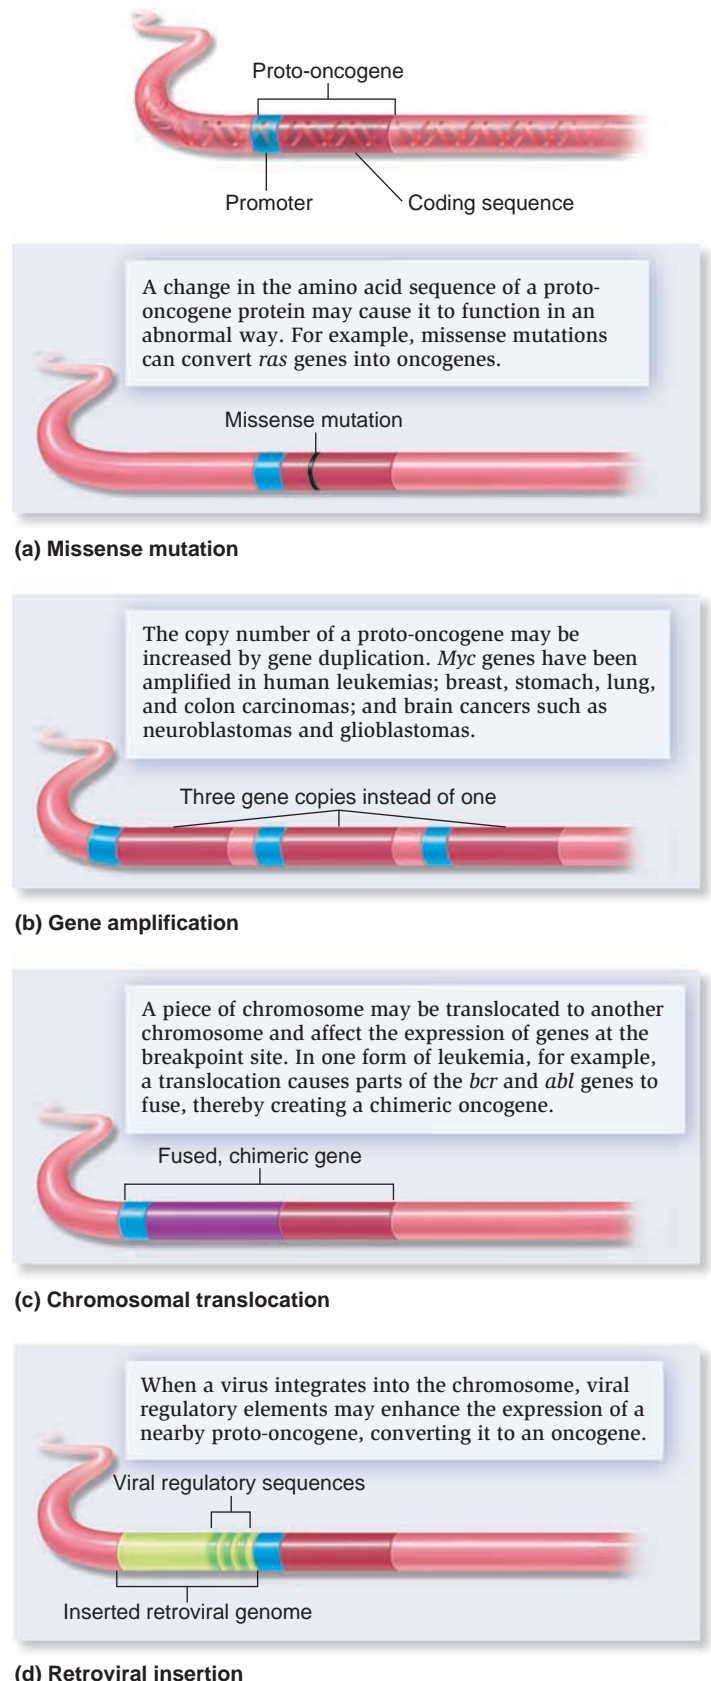 Proto-oncogene
Promoter
Coding sequence
A change in the amino acid sequence of a proto-
oncogene protein may cause it to function in an
abnormal way. For example, missense mutations
can convert ras genes into oncogenes.
Missense mutation
(a) Missense mutation
The copy number of a proto-oncogene may be
increased by gene duplication. Myc genes have been
amplified in human leukemias; breast, stomach, lung,
and colon carcinomas; and brain cancers such as
neuroblastomas and glioblastomas.
Three gene copies instead of one
(b) Gene amplification
A piece of chromosome may be translocated to another
chromosome and affect the expression of genes at the
breakpoint site. In one form of leukemia, for example,
a translocation causes parts of the bcr and abl genes to
fuse, thereby creating a chimeric oncogene.
Fused, chimeric gene
(c) Chromosomal translocation
When a virus integrates into the chromosome, viral
regulatory elements may enhance the expression of a
nearby proto-oncogene, converting it to an oncogene.
Viral regulatory sequences
Inserted retroviral genome
(d) Retroviral insertion